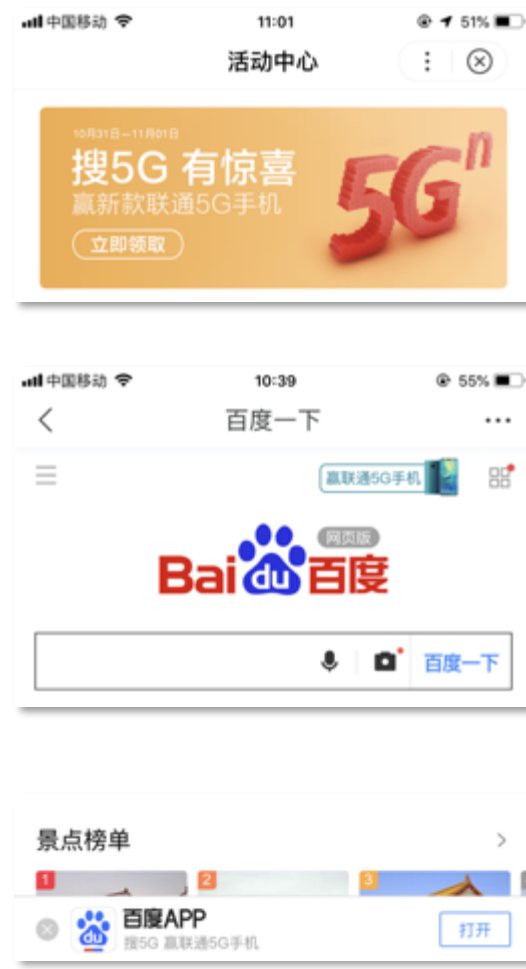 中国移动 11:01 51%
活动中心
10月31日-11月01日
搜5G 有惊喜
赢新款联通5G手机
立即领取
5Gⁿ
中国移动 10:39 55%
百度一下
赢联通5G手机
网页版
Bai du 百度
百度一下
景点榜单
1 2 3
百度APP
搜5G 赢联通5G手机
打开
du